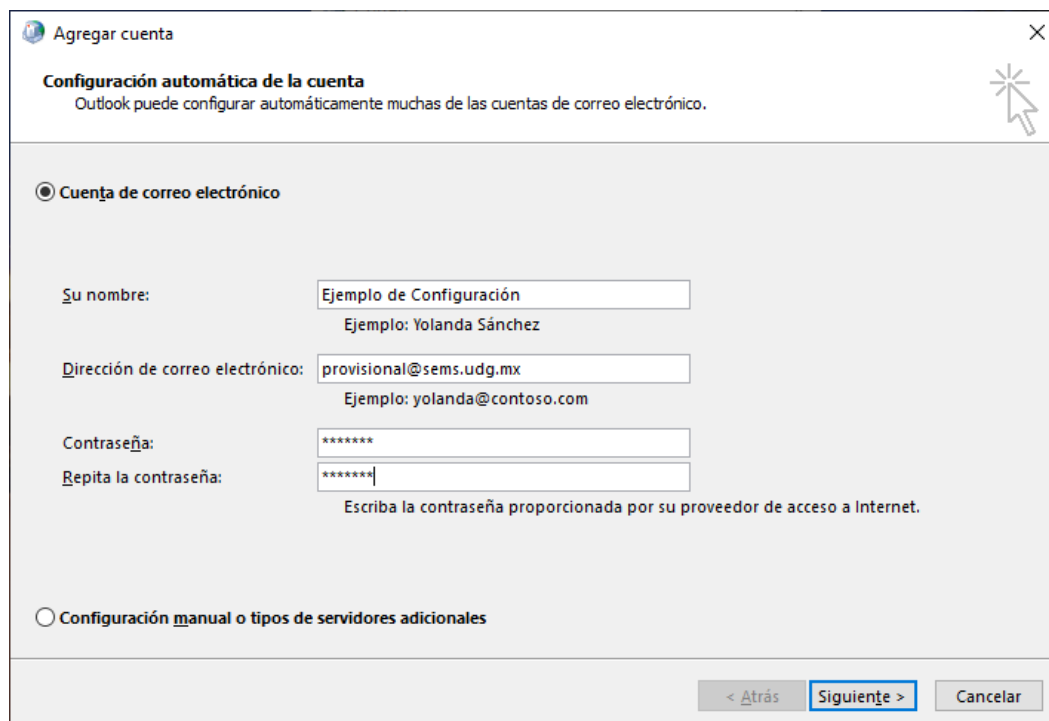 Agregar cuenta
Configuración automática de la cuenta
Outlook puede configurar automáticamente muchas de las cuentas de correo electrónico.
Cuenta de correo electrónico
Su nombre: Ejemplo de Configuración
Ejemplo: Yolanda Sánchez
Dirección de correo electrónico: provisional@sems.udg.mx
Ejemplo: yolanda@contoso.com
Contraseña: *******
Repita la contraseña: *******
Escriba la contraseña proporcionada por su proveedor de acceso a Internet.
Configuración manual o tipos de servidores adicionales
< Atrás Siguiente > Cancelar